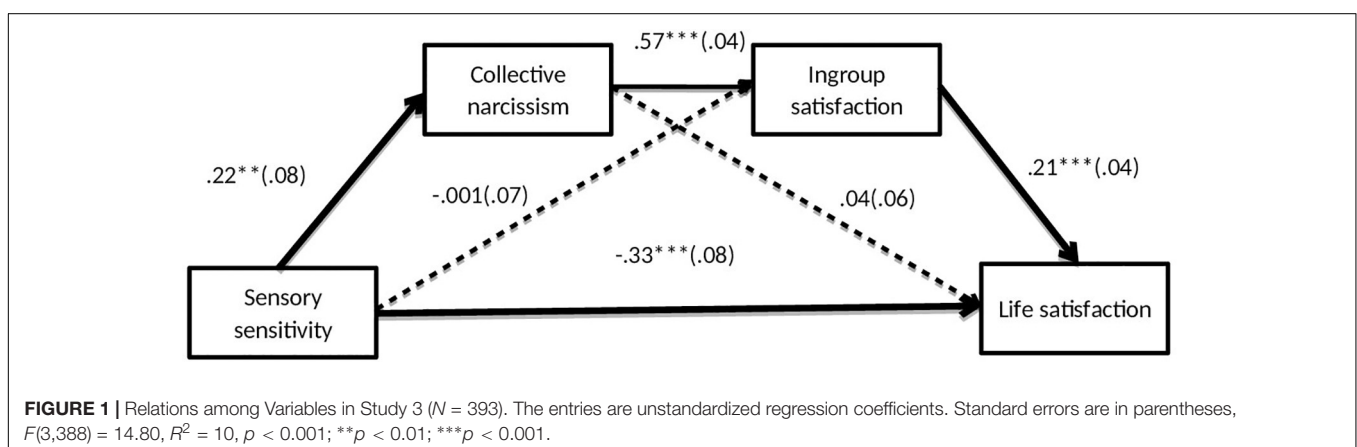 .57***(.04)
Collective
narcissism
Ingroup
satisfaction
.22**(.08)
-.001(.07)
.04(.06)
.21***(.04)
-.33***(.08)
Sensory
sensitivity
Life satisfaction
FIGURE 1 | Relations among Variables in Study 3 (N = 393). The entries are unstandardized regression coefficients. Standard errors are in parentheses,
F(3,388) = 14.80, R² = 10, p < 0.001; **p < 0.01; ***p < 0.001.